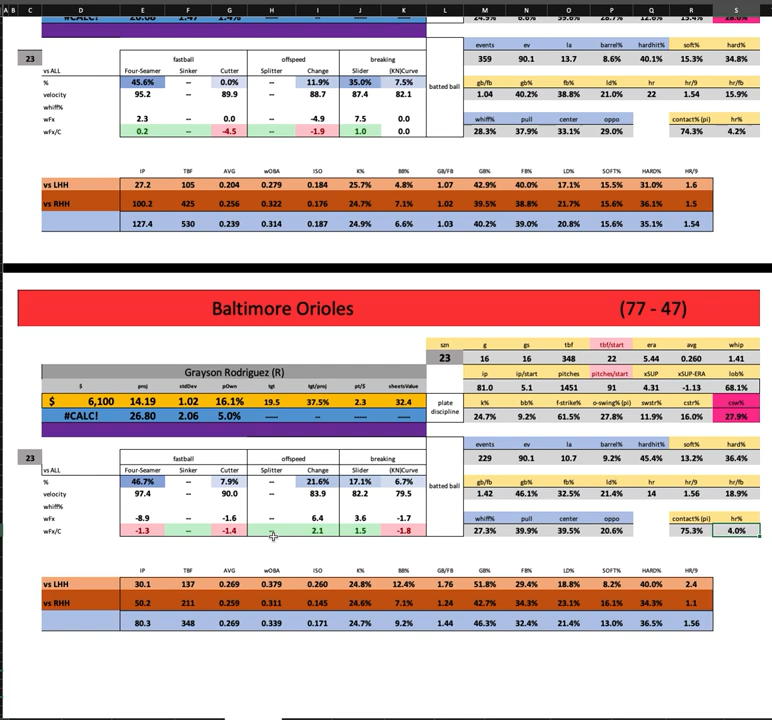 A B C D E F G H I J K L M N O P Q R S
#CALC! 20.08 2.47 2.4% 24.9% 6.6% 59.6% 28.7% 12.6% 15.4% 28.0%
events ev la barrel% hardhit% soft% hard%
23 fastball offspeed breaking 359 90.1 13.7 8.6% 40.1% 15.3% 34.8%
vs ALL Four-Seamer Sinker Cutter Splitter Change Slider (KN)Curve
% 45.6% -- 0.0% -- 11.9% 35.0% 7.5% batted ball gb/fb gb% fb% ld% hr hr/9 hr/fb
velocity 95.2 -- 89.9 -- 88.7 87.4 82.1 1.04 40.2% 38.8% 21.0% 22 1.54 15.9%
whiff%
wFx 2.3 -- 0.0 -- -4.9 7.5 0.0 whiff% pull center oppo contact% (pi) hr%
wFx/C 0.2 -- -4.5 -- -1.9 1.0 0.0 28.3% 37.9% 33.1% 29.0% 74.3% 4.2%
IP TBF AVG wOBA ISO K% BB% GB/FB GB% FB% LD% SOFT% HARD% HR/9
vs LHH 27.2 105 0.204 0.279 0.184 25.7% 4.8% 1.07 42.9% 40.0% 17.1% 15.5% 31.0% 1.6
vs RHH 100.2 425 0.256 0.322 0.176 24.7% 7.1% 1.02 39.5% 38.8% 21.7% 15.6% 36.1% 1.5
127.4 530 0.239 0.314 0.187 24.9% 6.6% 1.03 40.2% 39.0% 20.8% 15.6% 35.1% 1.54
Baltimore Orioles (77 - 47)
szn g gs tbf tbf/start era avg whip
23 16 16 348 22 5.44 0.260 1.41
Grayson Rodriguez (R) ip ip/start pitches pitches/start xSUP xSUP-ERA lob%
$ proj stdDev pOwn tgt tgt/proj pt/$ sheetsValue 81.0 5.1 1451 91 4.31 -1.13 68.1%
$ 6,100 14.19 1.02 16.1% 19.5 37.5% 2.3 32.4 plate discipline k% bb% f-strike% o-swing% (pi) swstr% cstr% csw%
#CALC! 26.80 2.06 5.0% ---- ---- -- ---- 24.7% 9.2% 61.5% 27.8% 11.9% 16.0% 27.9%
events ev la barrel% hardhit% soft% hard%
23 fastball offspeed breaking 229 90.1 10.7 9.2% 45.4% 13.2% 36.4%
vs ALL Four-Seamer Sinker Cutter Splitter Change Slider (KN)Curve
% 46.7% -- 7.9% -- 21.6% 17.1% 6.7% batted ball gb/fb gb% fb% ld% hr hr/9 hr/fb
velocity 97.4 -- 90.0 -- 83.9 82.2 79.5 1.42 46.1% 32.5% 21.4% 14 1.56 18.9%
whiff%
wFx -8.9 -- -1.6 -- 6.4 3.6 -1.7 whiff% pull center oppo contact% (pi) hr%
wFx/C -1.3 -- -1.4 -- 2.1 1.5 -1.8 27.3% 39.9% 39.5% 20.6% 75.3% 4.0%
IP TBF AVG wOBA ISO K% BB% GB/FB GB% FB% LD% SOFT% HARD% HR/9
vs LHH 30.1 137 0.269 0.379 0.260 24.8% 12.4% 1.76 51.8% 29.4% 18.8% 8.2% 40.0% 2.4
vs RHH 50.2 211 0.259 0.311 0.145 24.6% 7.1% 1.24 42.7% 34.3% 23.1% 16.1% 34.3% 1.1
80.3 348 0.269 0.339 0.171 24.7% 9.2% 1.44 46.3% 32.4% 21.4% 13.0% 36.5% 1.56